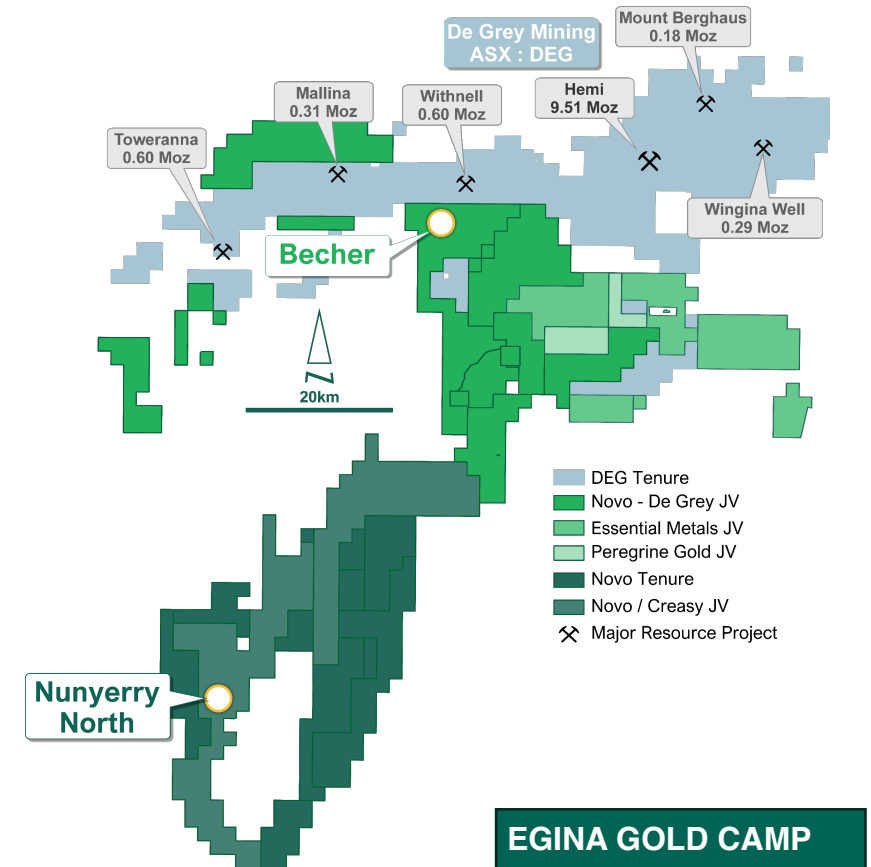 De Grey Mining
ASX : DEG
Mount Berghaus
0.18 Moz
Mallina
0.31 Moz
Withnell
0.60 Moz
Hemi
9.51 Moz
Toweranna
0.60 Moz
Wingina Well
0.29 Moz
Becher
N
20km
DEG Tenure
Novo - De Grey JV
Essential Metals JV
Peregrine Gold JV
Novo Tenure
Novo / Creasy JV
Major Resource Project
Nunyerry
North
EGINA GOLD CAMP